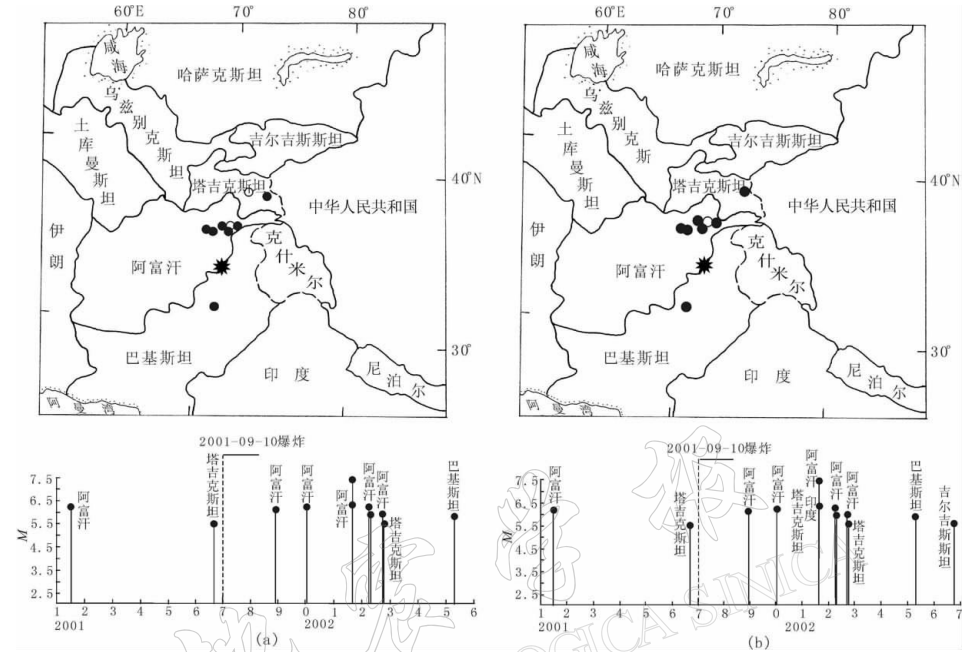 60°E 70° 80°
咸海
哈萨克斯坦
乌兹别克斯坦
土库曼斯坦
吉尔吉斯斯坦
塔吉克斯坦
40°N
中华人民共和国
伊朗
阿富汗
克什米尔
巴基斯坦
30°
印度
尼泊尔
阿曼湾
60°E 70° 80°
咸海
哈萨克斯坦
乌兹别克斯
土库曼斯坦
吉尔吉斯斯坦
塔吉克斯坦
40°N
中华人民共和国
伊朗
阿富汗
克什米尔
巴基斯坦
30°
印度
尼泊尔
阿曼湾
2001-09-10爆炸
M
7.5
6.5
5.5
4.5
3.5
2.5
阿富汗
塔吉克斯坦
阿富汗
阿富汗
阿富汗
阿富汗
阿富汗
塔吉克斯坦
巴基斯坦
1 2 3 4 5 6 7 8 9 0 1 2 3 4 5 6
2001 2002
(a)
2001-09-10爆炸
M
7.5
6.5
5.5
4.5
3.5
2.5
阿富汗
塔吉克斯坦
阿富汗
阿富汗
塔吉克斯坦
阿富汗印度
阿富汗
阿富汗
塔吉克斯坦
巴基斯坦
吉尔吉斯斯坦
1 2 3 4 5 6 7 8 9 0 1 2 3 4 5 6 7
2001 2002
(b)
OGICA SINICA